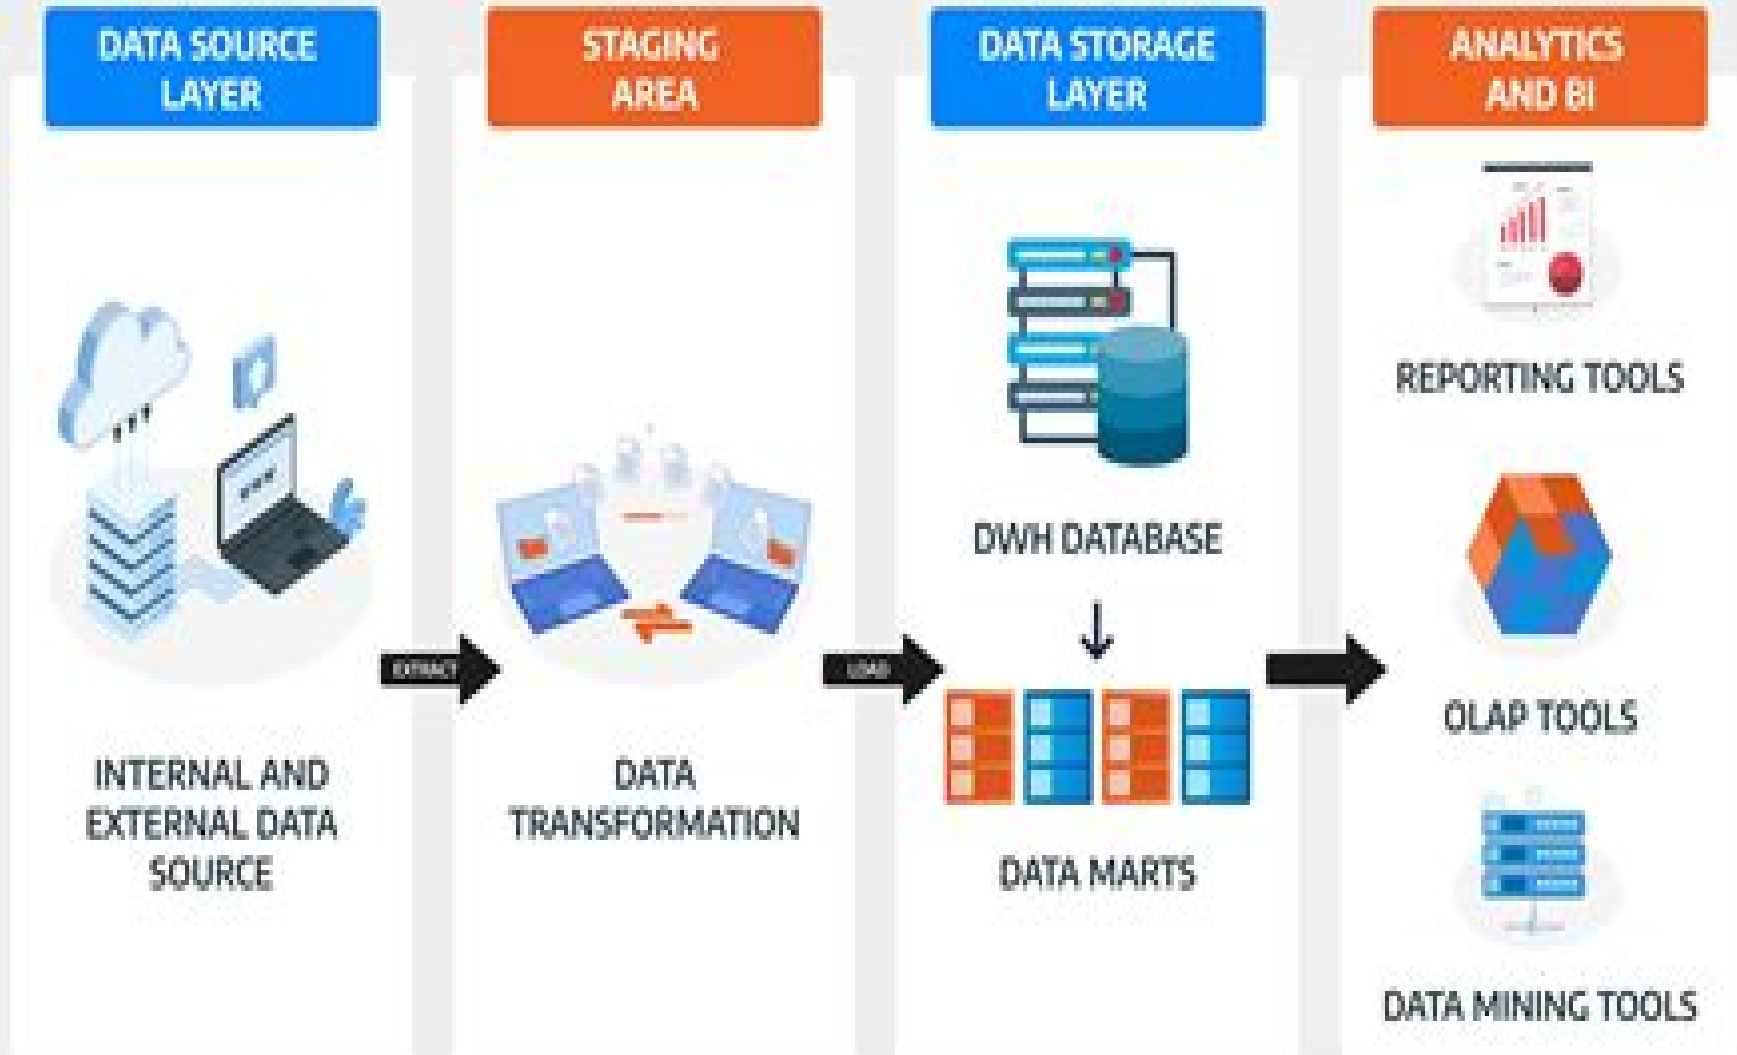 DATA SOURCE
LAYER
INTERNAL AND
EXTERNAL DATA
SOURCE
EXTRACT
STAGING
AREA
DATA
TRANSFORMATION
LOAD
DATA STORAGE
LAYER
DWH DATABASE
DATA MARTS
ANALYTICS
AND BI
REPORTING TOOLS
OLAP TOOLS
DATA MINING TOOLS